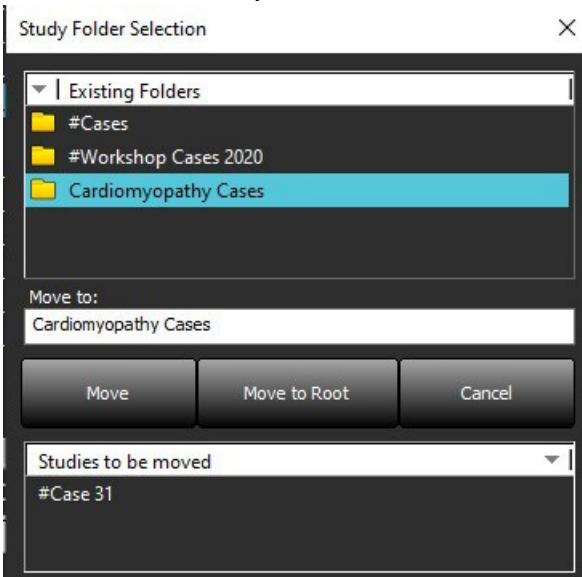 Study Folder Selection
Existing Folders
#Cases
#Workshop Cases 2020
Cardiomyopathy Cases
Move to:
Cardiomyopathy Cases
Move Move to Root Cancel
Studies to be moved
#Case 31